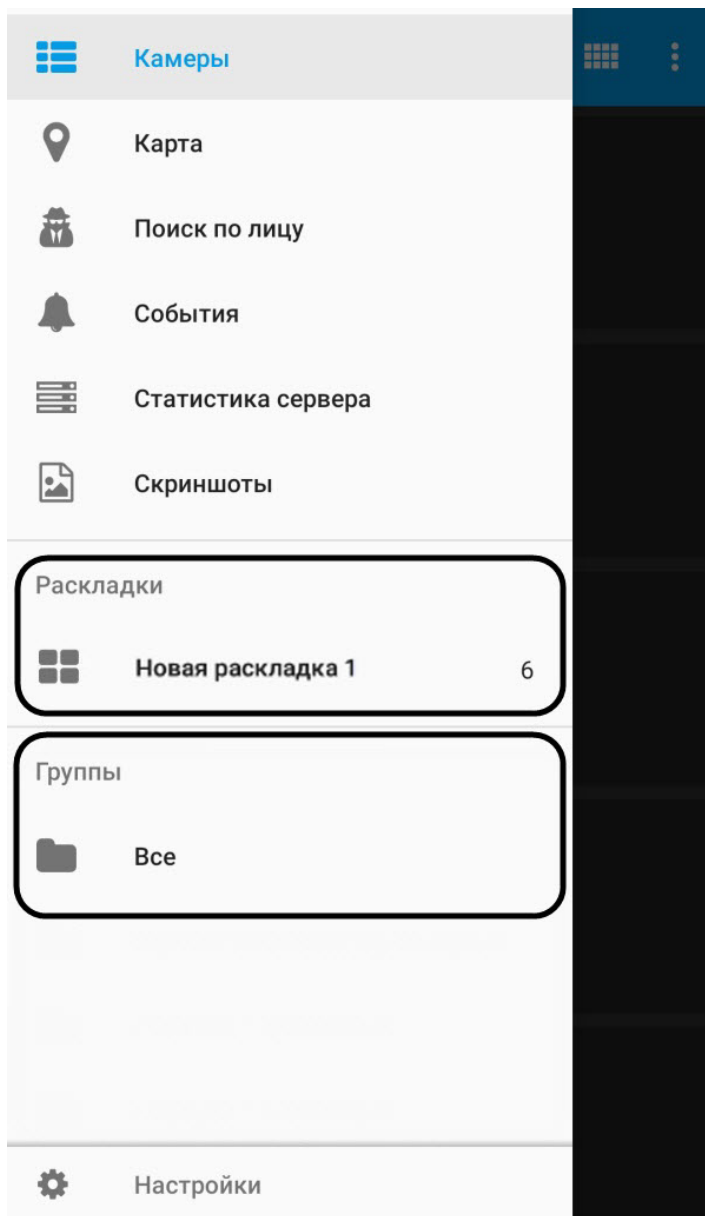 Камеры
Карта
Поиск по лицу
События
Статистика сервера
Скриншоты
Раскладки
Новая раскладка 1 6
Группы
Все
Настройки